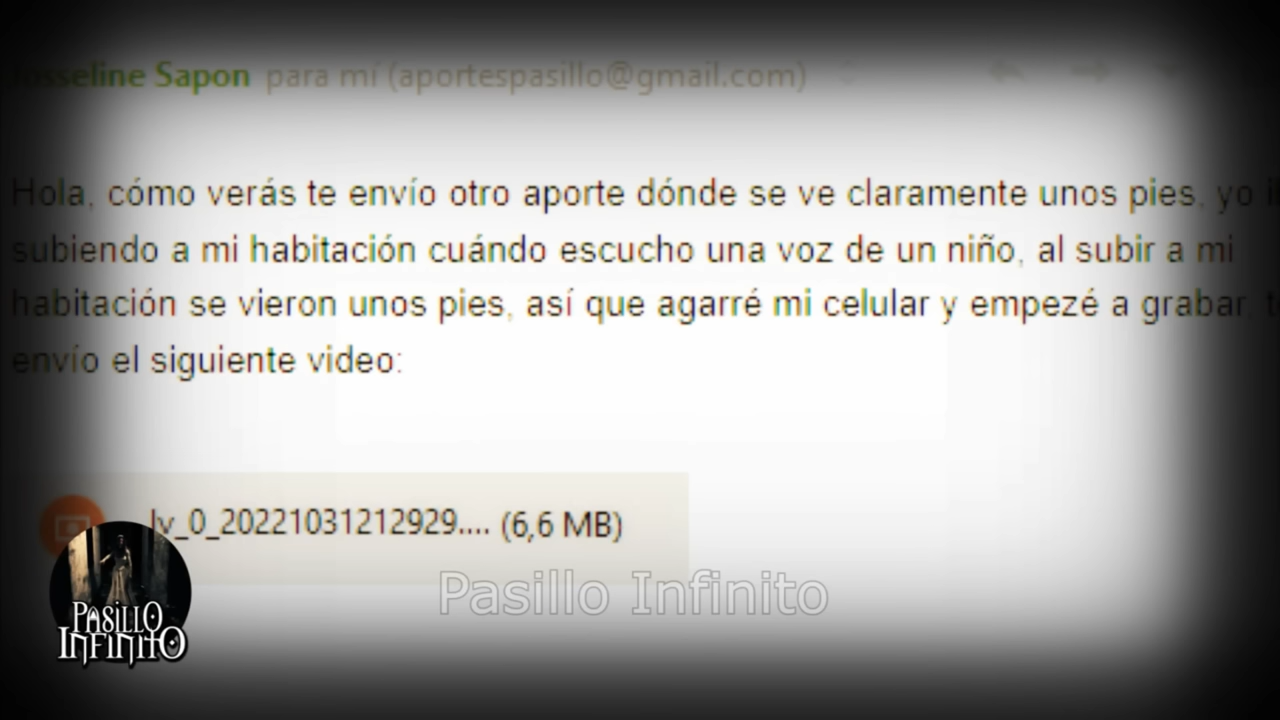 Josseline Sapon para mí (aportespasillo@gmail.com)
Hola, cómo verás te envío otro aporte dónde se ve claramente unos pies, yo
subiendo a mi habitación cuándo escucho una voz de un niño, al subir a mi
habitación se vieron unos pies, así que agarré mi celular y empezé a grabar,
envío el siguiente video:
lv_0_20221031212929.... (6,6 MB)
Pasillo Infinito
PASILLO
INFINITO